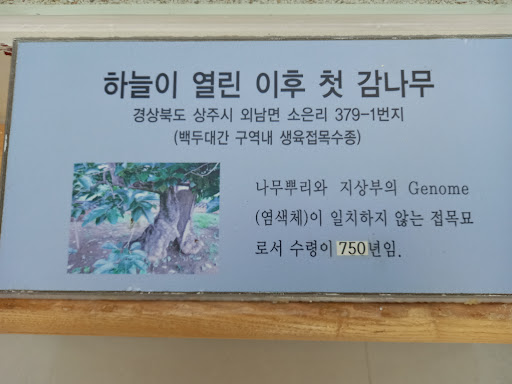 하늘이 열린 이후 첫 감나무
경상북도 상주시 외남면 소은리 379-1번지
(백두대간 구역내 생육접목수종)
나무뿌리와 지상부의 Genome
(염색체)이 일치하지 않는 접목묘
로서 수령이 750년임.